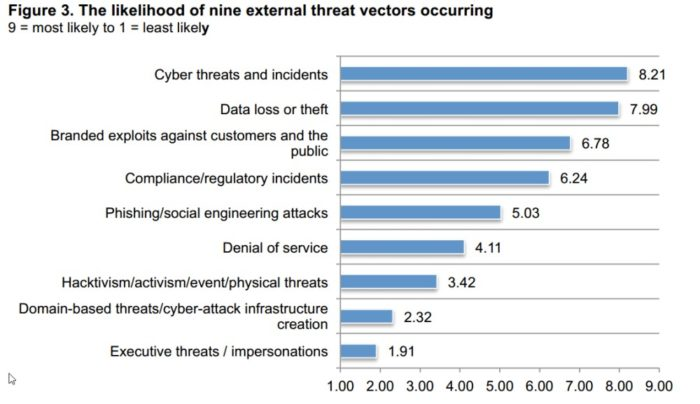 Figure 3. The likelihood of nine external threat vectors occurring
9 = most likely to 1 = least likely
Cyber threats and incidents 8.21
Data loss or theft 7.99
Branded exploits against customers and the
public 6.78
Compliance/regulatory incidents 6.24
Phishing/social engineering attacks 5.03
Denial of service 4.11
Hacktivism/activism/event/physical threats 3.42
Domain-based threats/cyber-attack infrastructure
creation 2.32
Executive threats / impersonations 1.91
1.00 2.00 3.00 4.00 5.00 6.00 7.00 8.00 9.00